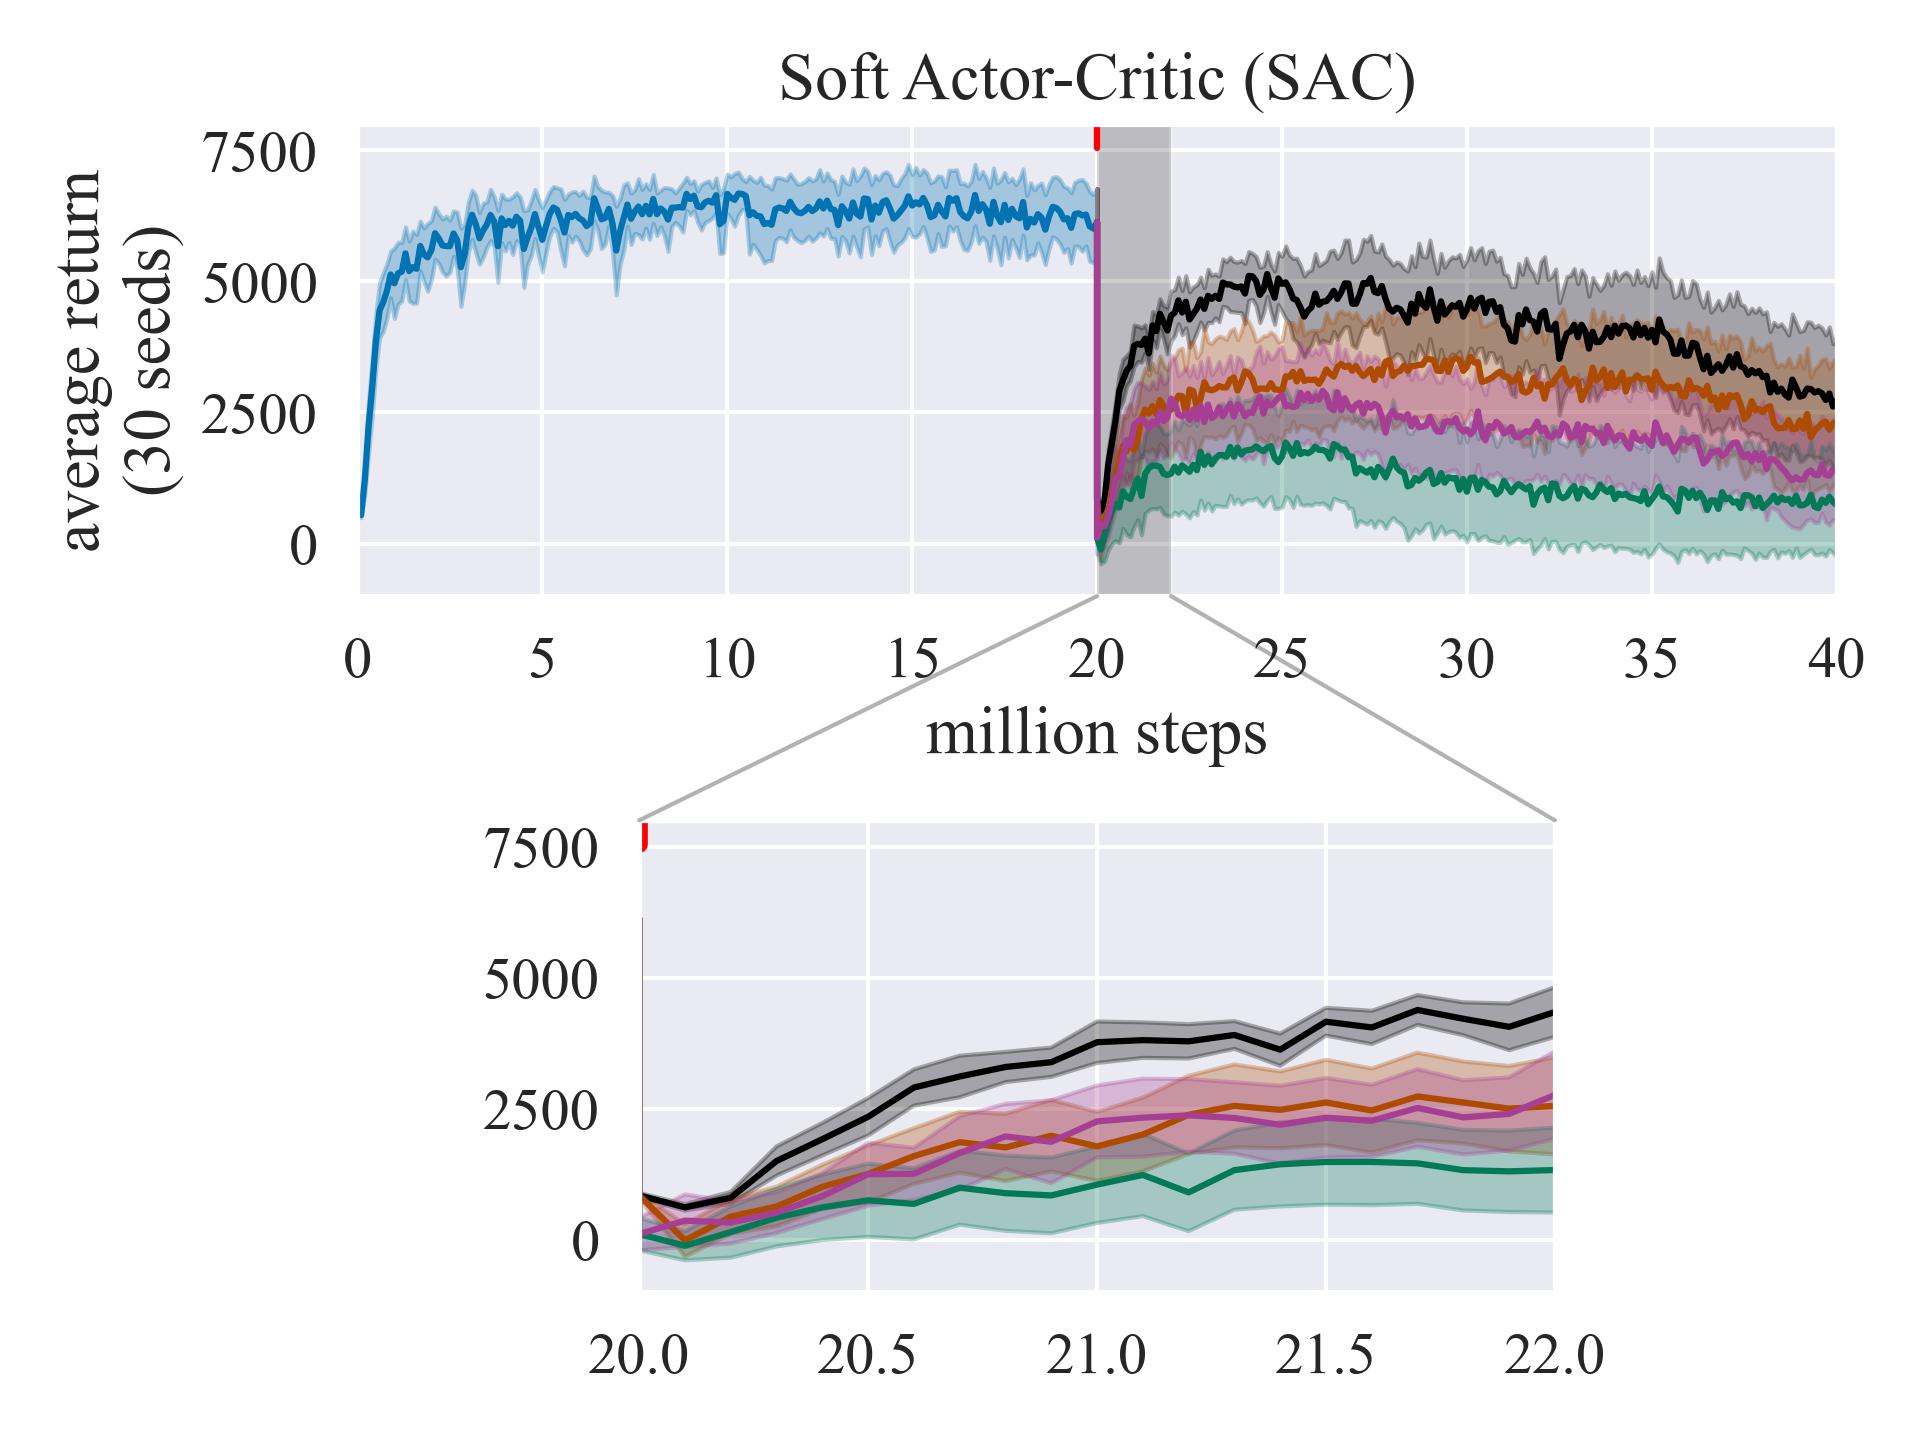 Soft Actor-Critic (SAC)
average return
(30 seeds)
7500
5000
2500
0
0 5 10 15 20 25 30 35 40
million steps
7500
5000
2500
0
20.0 20.5 21.0 21.5 22.0